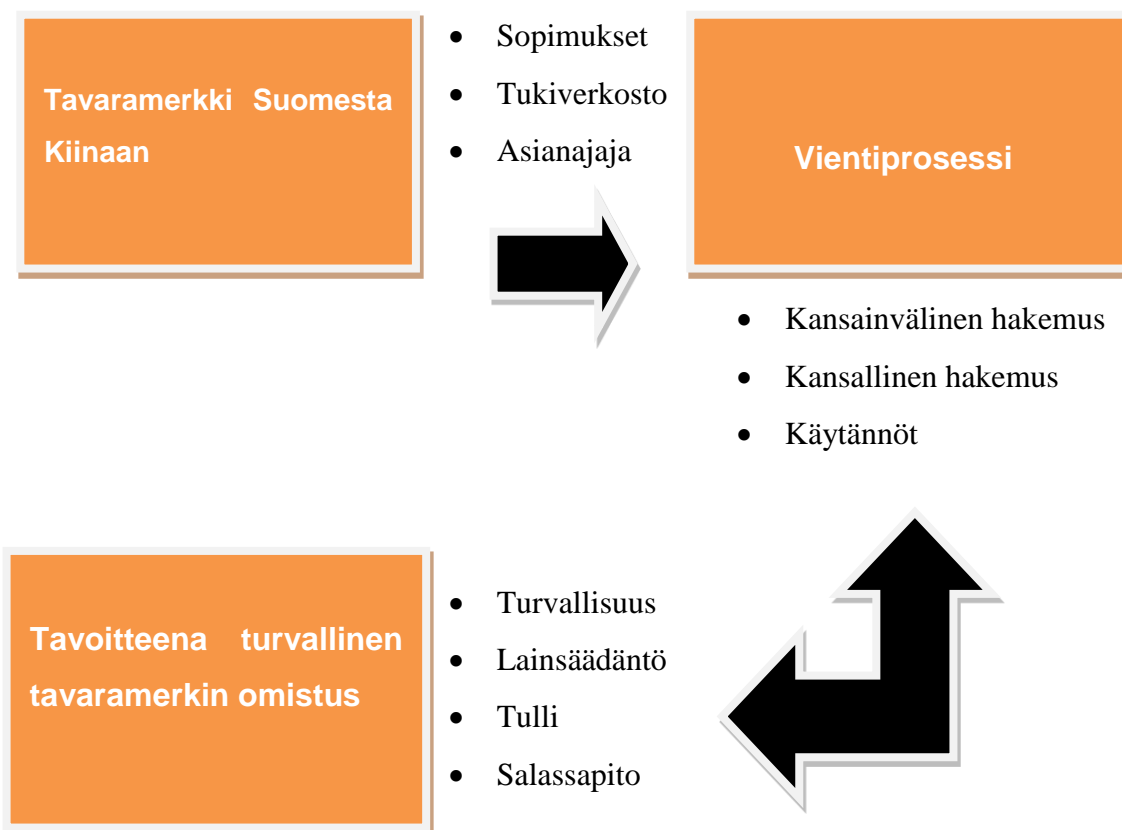 Tavaramerkki Suomesta
Kiinaan
• Sopimukset
• Tukiverkosto
• Asianajaja
Vientiprosessi
• Kansainvälinen hakemus
• Kansallinen hakemus
• Käytännöt
Tavoitteena turvallinen
tavaramerkin omistus
• Turvallisuus
• Lainsäädäntö
• Tulli
• Salassapito